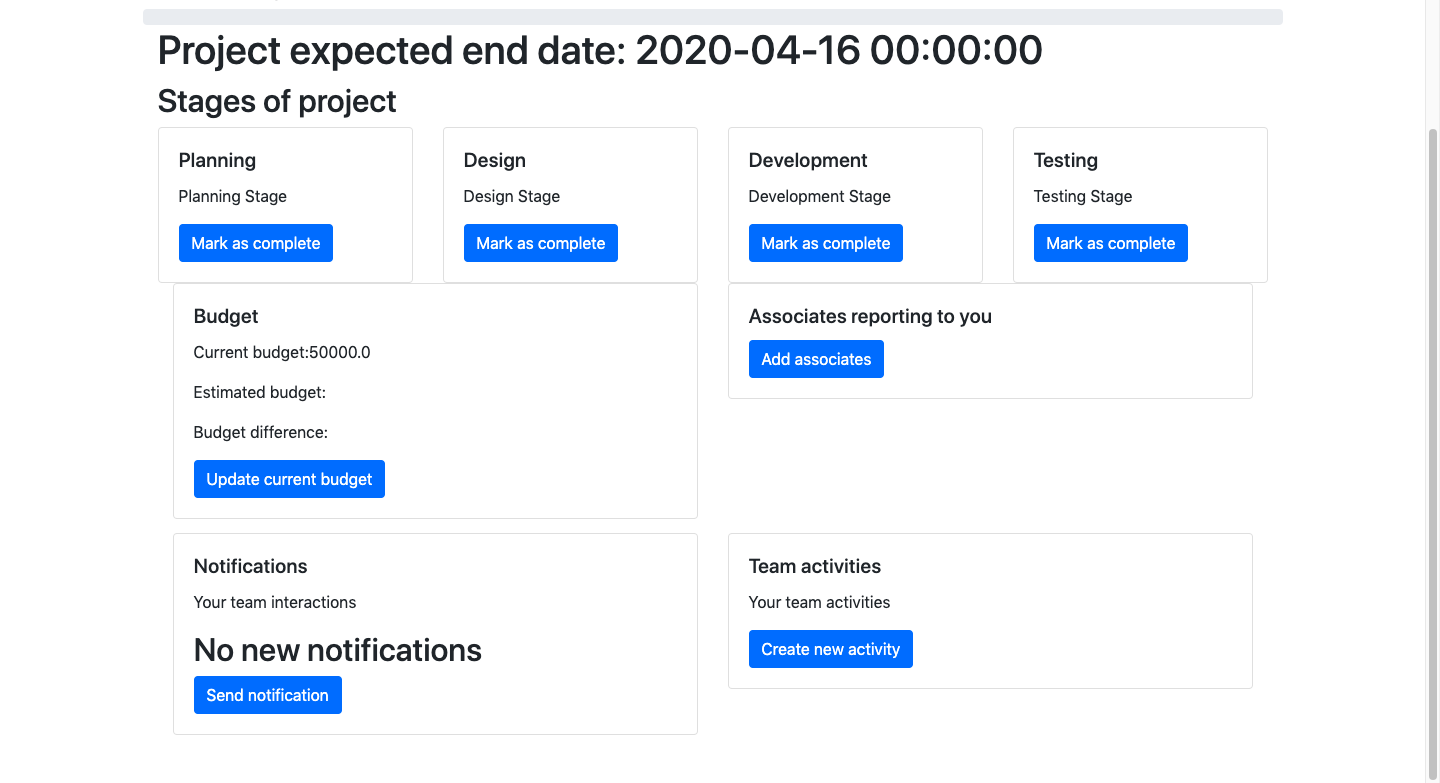 Project expected end date: 2020-04-16 00:00:00
Stages of project
Planning
Planning Stage
Mark as complete
Design
Design Stage
Mark as complete
Development
Development Stage
Mark as complete
Testing
Testing Stage
Mark as complete
Budget
Current budget:50000.0
Estimated budget:
Budget difference:
Update current budget
Associates reporting to you
Add associates
Notifications
Your team interactions
No new notifications
Send notification
Team activities
Your team activities
Create new activity